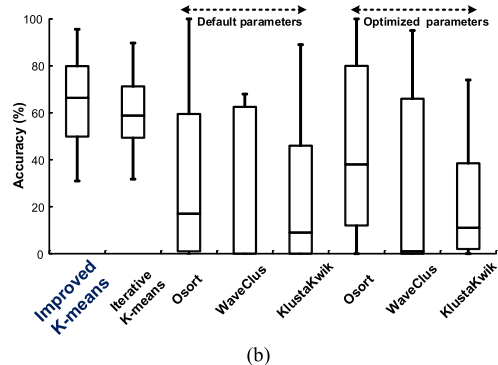 Default parameters
Optimized parameters
100
80
60
40
20
0
Accuracy (%)
Improved
K-means
Iterative
K-means
Osort
WaveClus
KlustaKwik
Osort
WaveClus
KlustaKwik
(b)